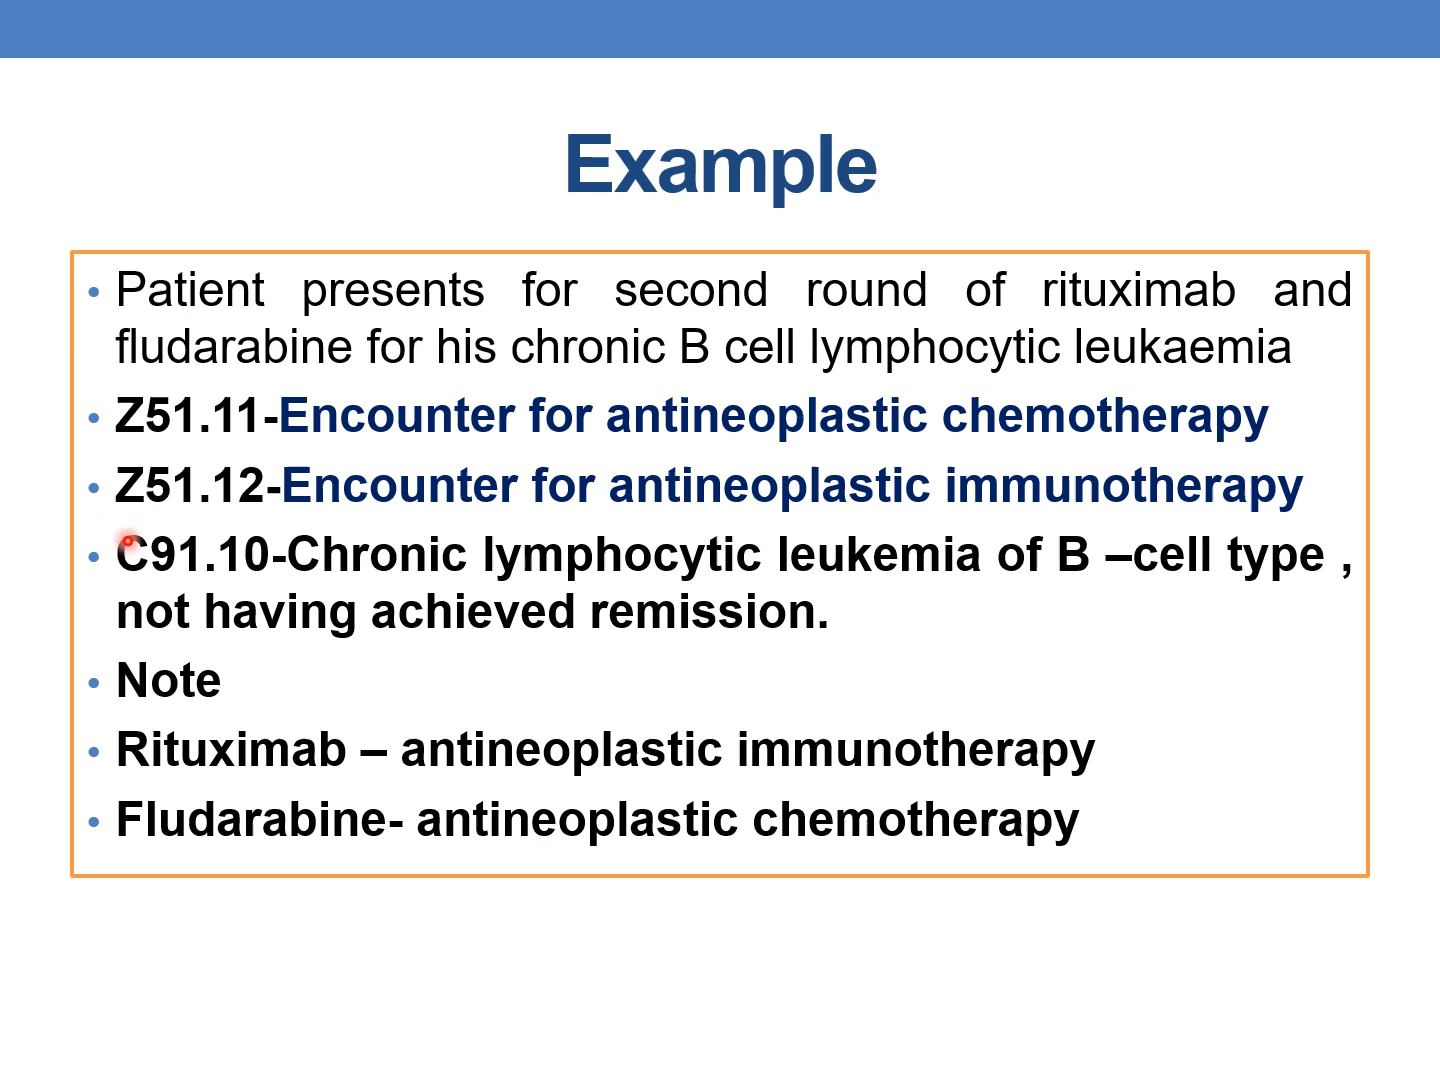 Example
• Patient presents for second round of rituximab and
fludarabine for his chronic B cell lymphocytic leukaemia
• Z51.11-Encounter for antineoplastic chemotherapy
• Z51.12-Encounter for antineoplastic immunotherapy
• C91.10-Chronic lymphocytic leukemia of B –cell type ,
not having achieved remission.
• Note
• Rituximab – antineoplastic immunotherapy
• Fludarabine- antineoplastic chemotherapy